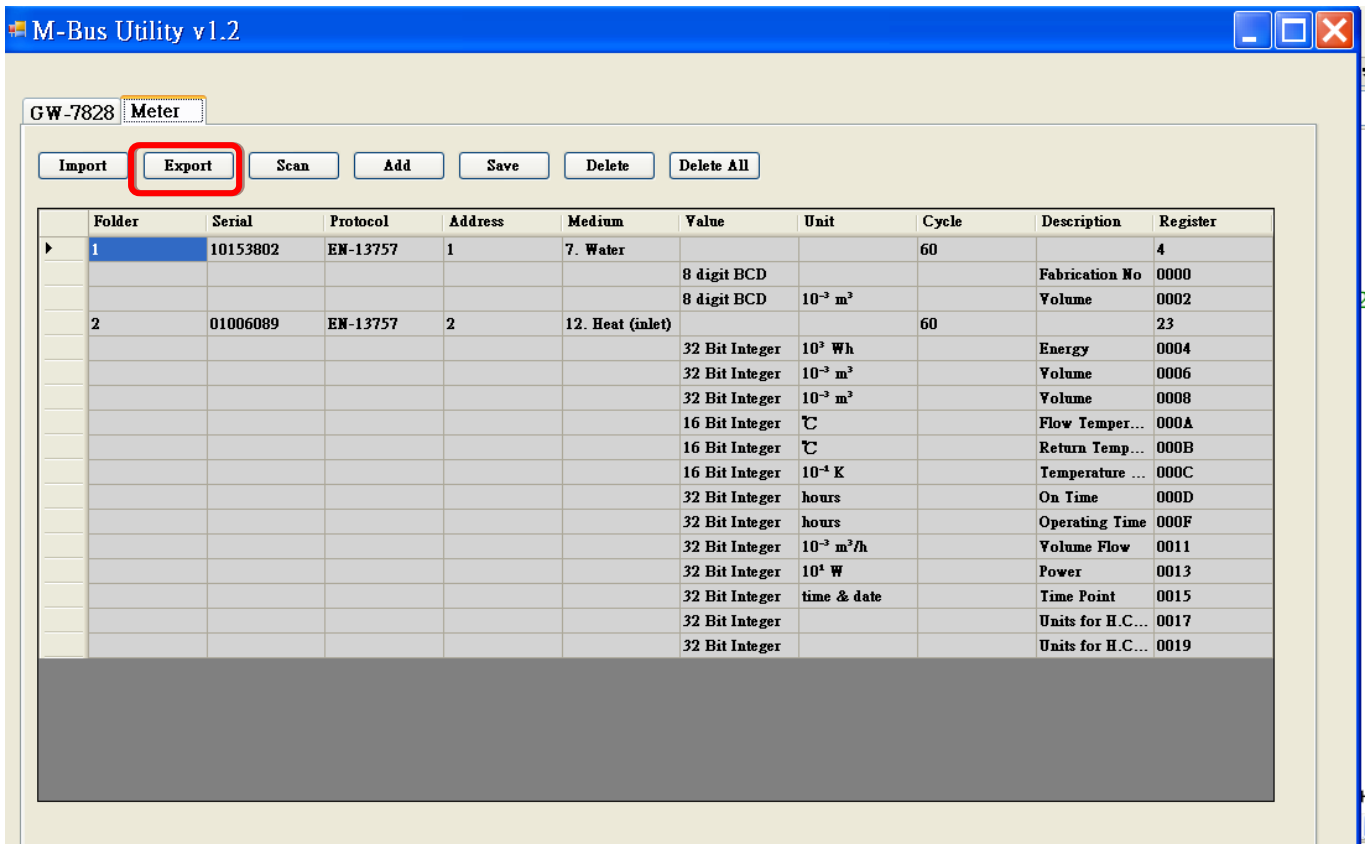 M-Bus Utility v1.2
GW-7828 Meter
Import Export Scan Add Save Delete Delete All
Folder Serial Protocol Address Medium Value Unit Cycle Description Register
1 10153802 EN-13757 1 7. Water 60 4
8 digit BCD Fabrication No 0000
8 digit BCD 10⁻³ m³ Volume 0002
2 01006089 EN-13757 2 12. Heat (inlet) 60 23
32 Bit Integer 10³ Wh Energy 0004
32 Bit Integer 10⁻³ m³ Volume 0006
32 Bit Integer 10⁻³ m³ Volume 0008
16 Bit Integer ℃ Flow Temper... 000A
16 Bit Integer ℃ Return Temp... 000B
16 Bit Integer 10⁻¹ K Temperature ... 000C
32 Bit Integer hours On Time 000D
32 Bit Integer hours Operating Time 000F
32 Bit Integer 10⁻³ m³/h Volume Flow 0011
32 Bit Integer 10¹ W Power 0013
32 Bit Integer time & date Time Point 0015
32 Bit Integer Units for H.C... 0017
32 Bit Integer Units for H.C... 0019